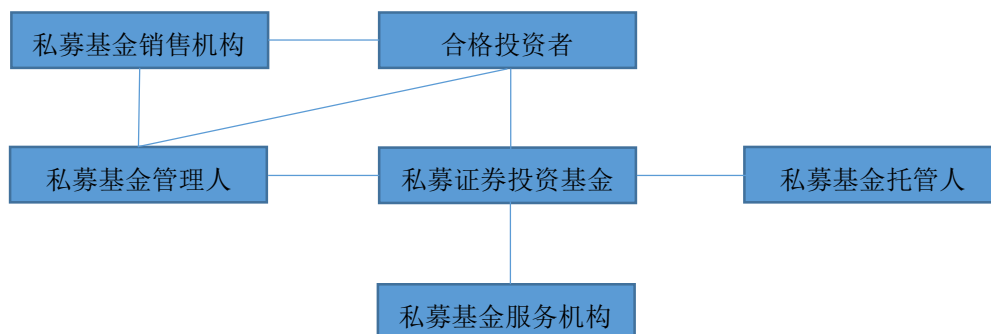 私募基金销售机构
合格投资者
私募基金管理人
私募证券投资基金
私募基金托管人
私募基金服务机构